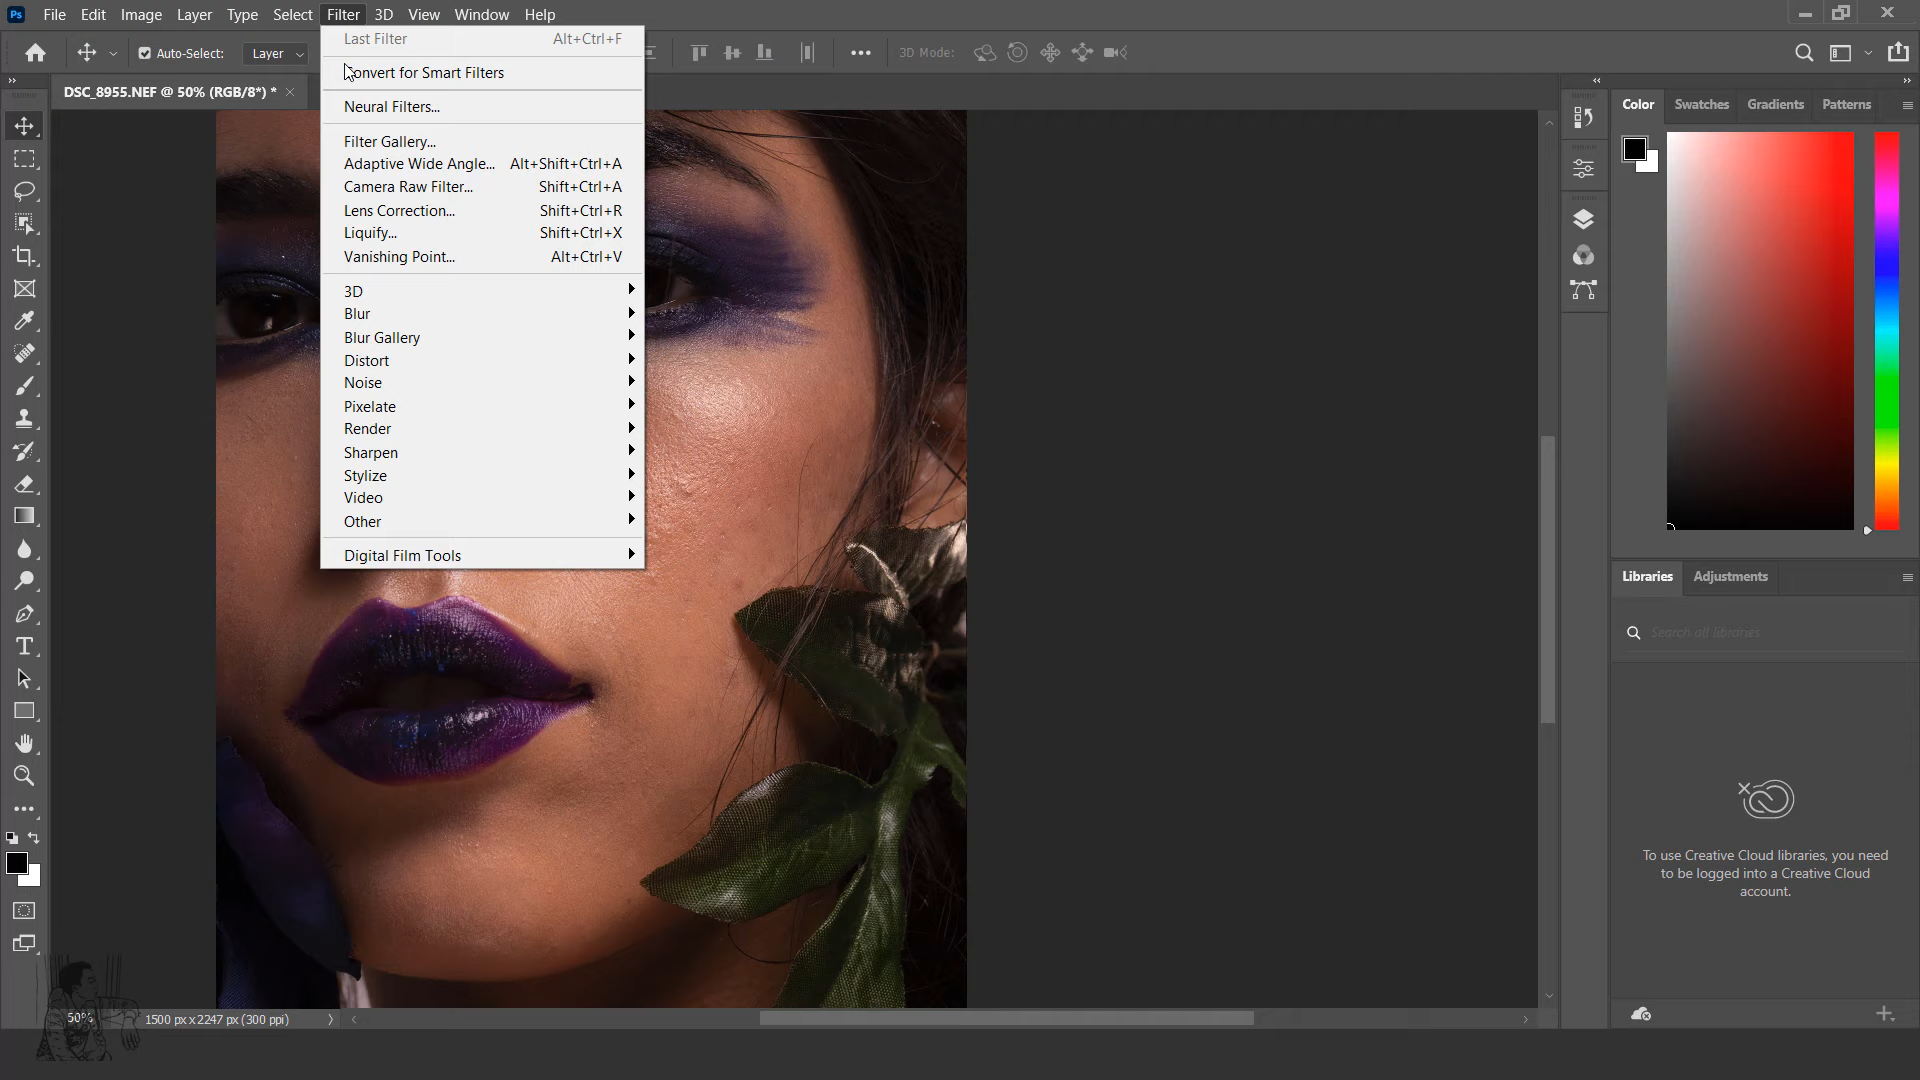 Ps File Edit Image Layer Type Select Filter 3D View Window Help
Auto-Select: Layer 3D Mode:
DSC_8955.NEF @ 50% (RGB/8*) *
Last Filter Alt+Ctrl+F
Convert for Smart Filters
Neural Filters...
Filter Gallery...
Adaptive Wide Angle... Alt+Shift+Ctrl+A
Camera Raw Filter... Shift+Ctrl+A
Lens Correction... Shift+Ctrl+R
Liquify... Shift+Ctrl+X
Vanishing Point... Alt+Ctrl+V
3D
Blur
Blur Gallery
Distort
Noise
Pixelate
Render
Sharpen
Stylize
Video
Other
Digital Film Tools
Color Swatches Gradients Patterns
Libraries Adjustments
Search all libraries
To use Creative Cloud libraries, you need
to be logged into a Creative Cloud
account.
50% 1500 px x 2247 px (300 ppi)